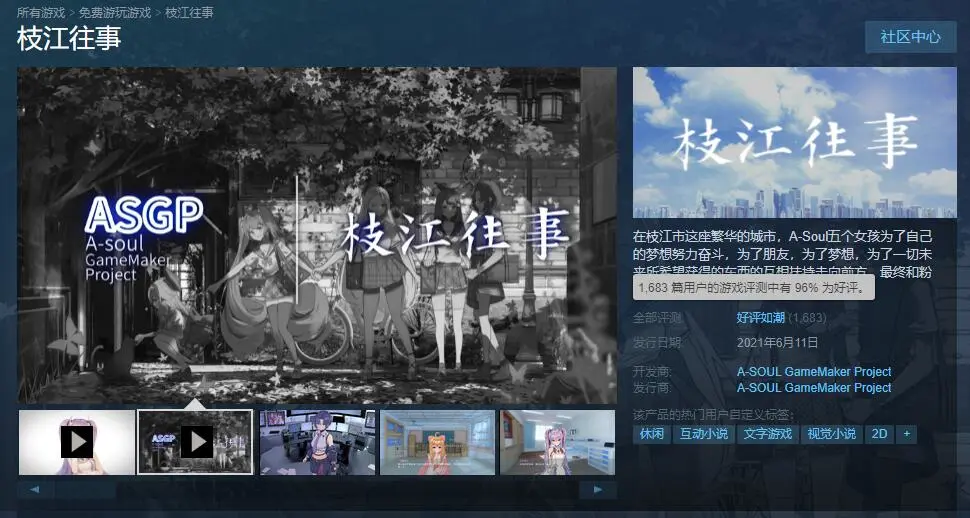 所有游戏 > 免费游玩游戏 > 枝江往事
枝江往事
社区中心
ASGP
A-soul
GameMaker
Project
枝江往事
枝江往事
在枝江市这座繁华的城市，A-Soul五个女孩为了自己
的梦想努力奋斗，为了朋友，为了梦想，为了一切未
来所希望获得的东西的互相扶持走向前方，最终和粉
1,683 篇用户的游戏评测中有 96% 为好评。
全部评测: 好评如潮 (1,683)
发行日期: 2021年6月11日
开发商: A-SOUL GameMaker Project
发行商: A-SOUL GameMaker Project
该产品的热门用户自定义标签：
休闲 互动小说 文字游戏 视觉小说 2D +